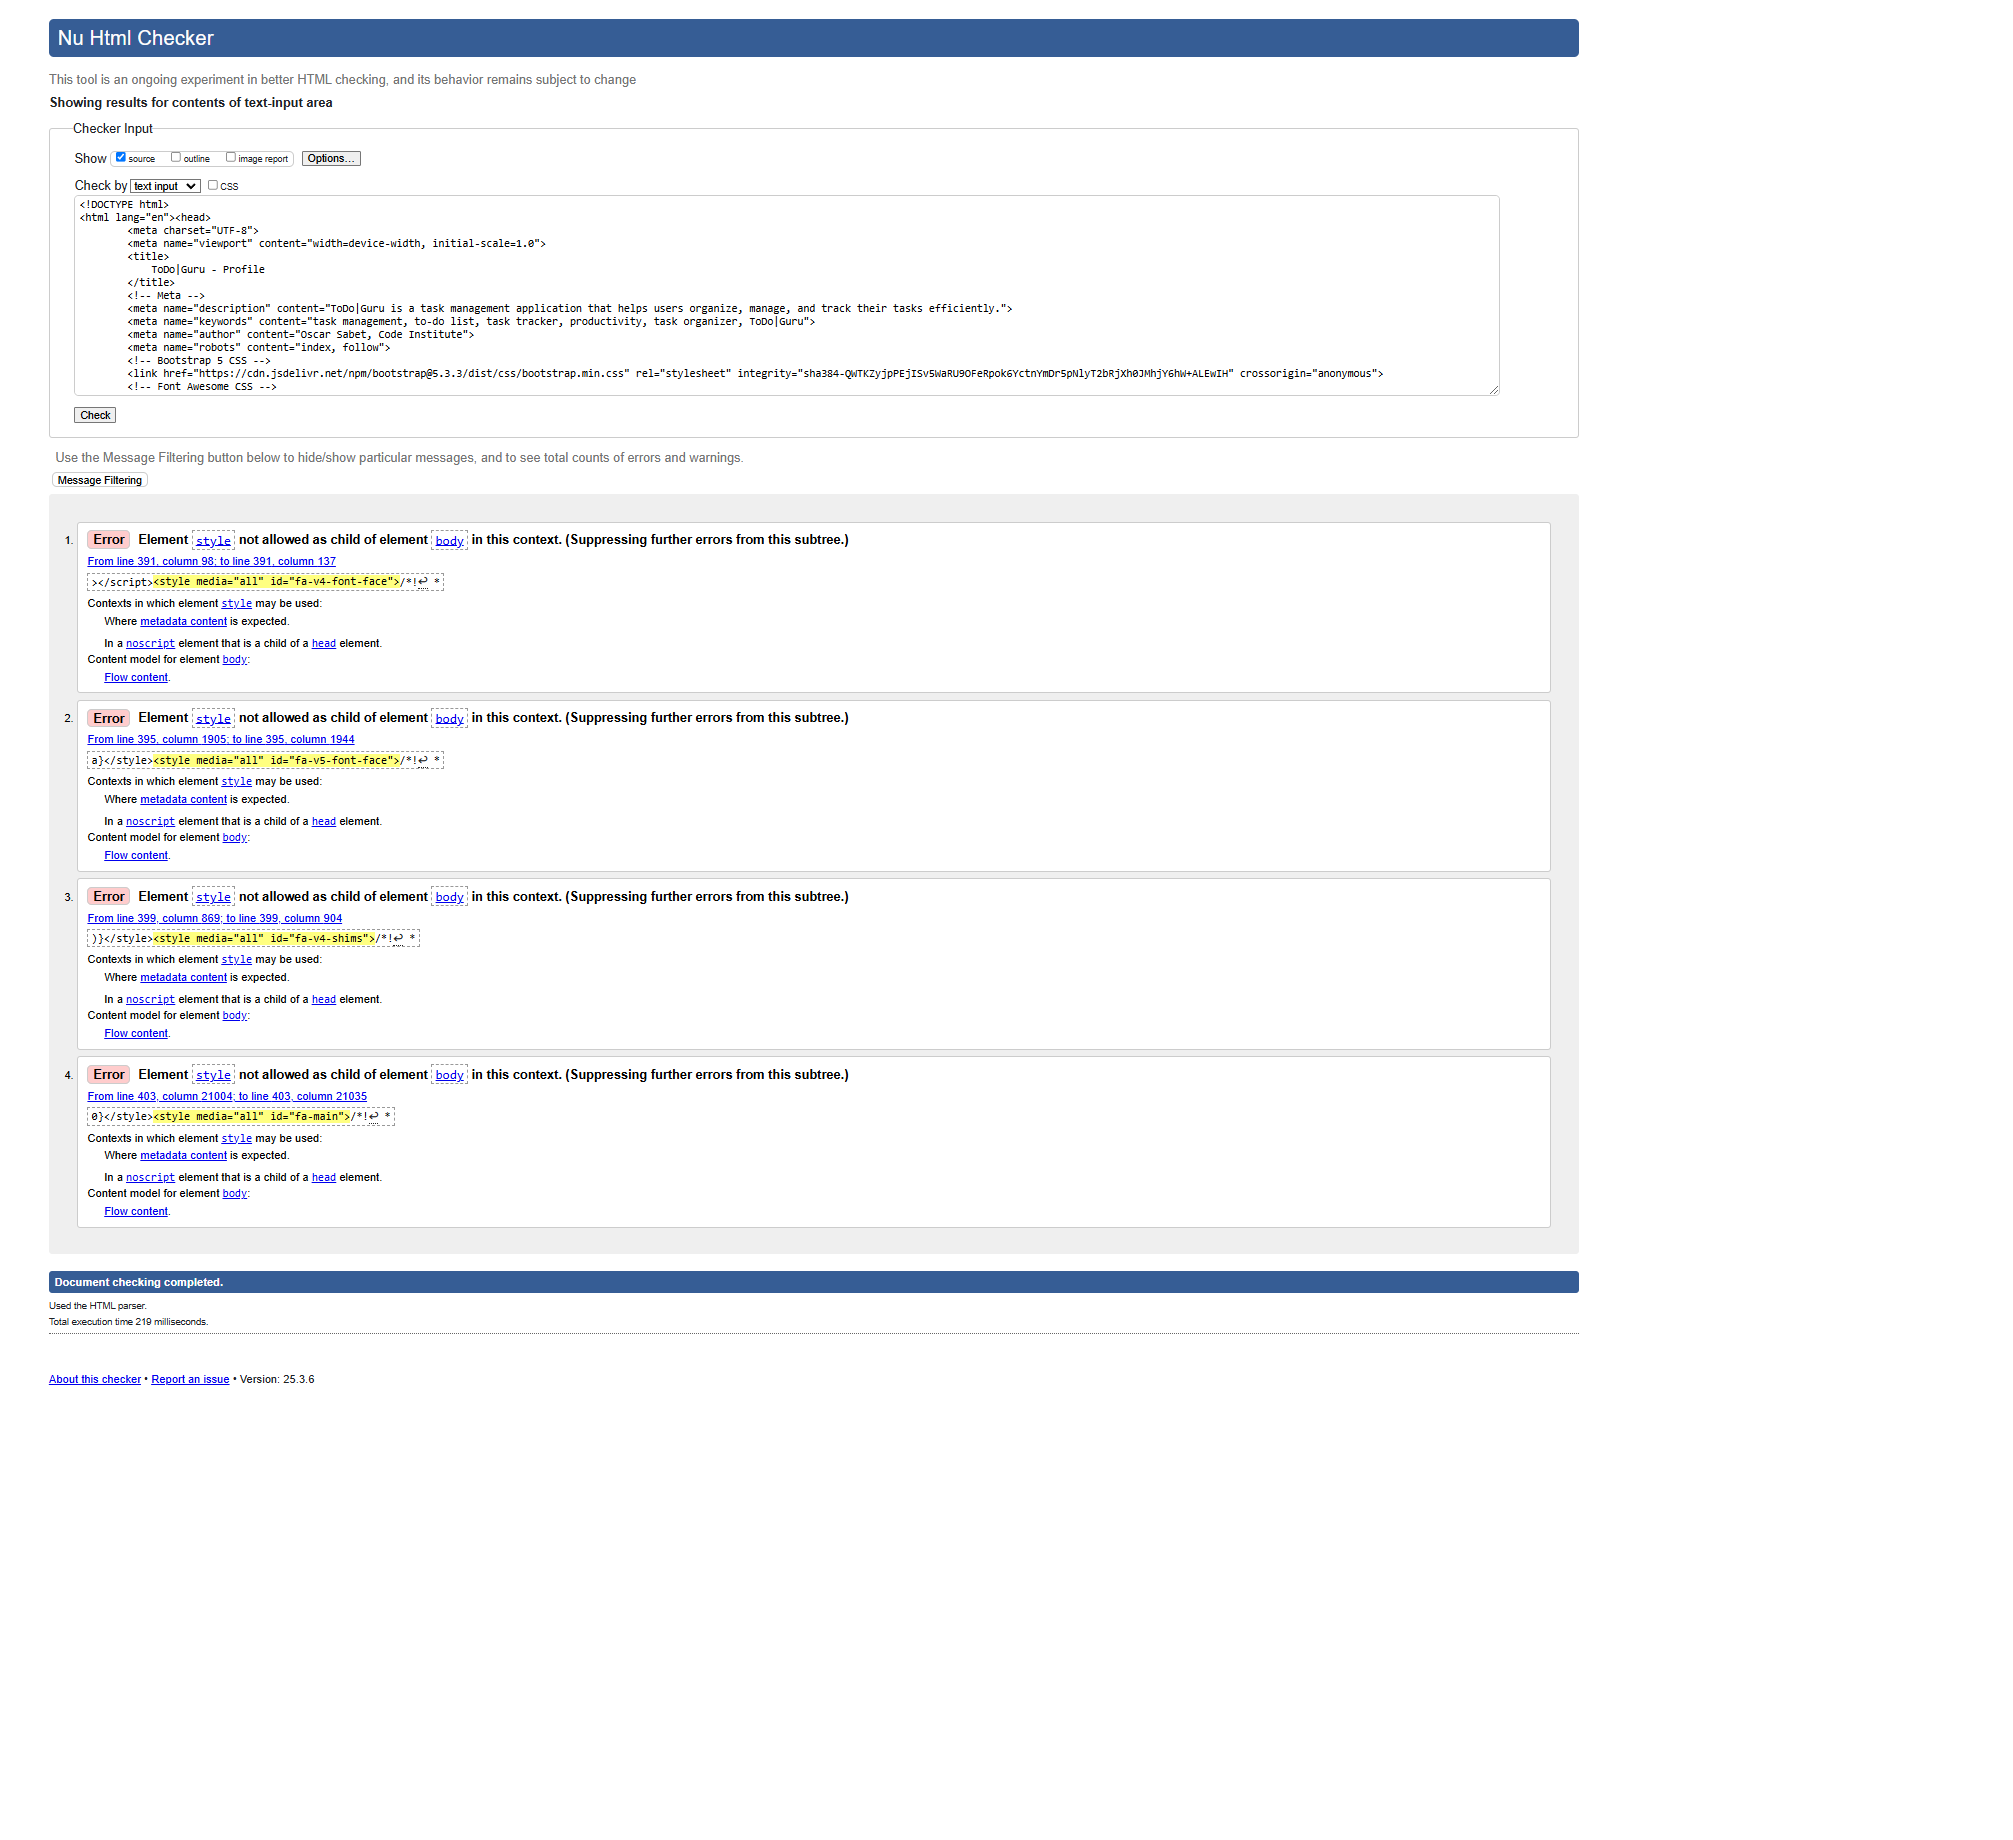 Nu Html Checker
This tool is an ongoing experiment in better HTML checking, and its behavior remains subject to change
Showing results for contents of text-input area
Checker Input
Show source outline image report Options...
Check by text input CSS
<!DOCTYPE html>
<html lang="en"><head>
<meta charset="UTF-8">
<meta name="viewport" content="width=device-width, initial-scale=1.0">
<title>
ToDo|Guru - Profile
</title>
<!-- Meta -->
<meta name="description" content="ToDo|Guru is a task management application that helps users organize, manage, and track their tasks efficiently.">
<meta name="keywords" content="task management, to-do list, task tracker, productivity, task organizer, ToDo|Guru">
<meta name="author" content="Oscar Sabet, Code Institute">
<meta name="robots" content="index, follow">
<!-- Bootstrap 5 CSS -->
<link href="https://cdn.jsdelivr.net/npm/bootstrap@5.3.3/dist/css/bootstrap.min.css" rel="stylesheet" integrity="sha384-QWTKZyjpPEjISv5WaRU9OFeRpok6YctnYmDr5pNlyT2bRjXh0JMhjY6hW+ALEwIH" crossorigin="anonymous">
<!-- Font Awesome CSS -->
Check
Use the Message Filtering button below to hide/show particular messages, and to see total counts of errors and warnings.
Message Filtering
1. Error Element style not allowed as child of element body in this context. (Suppressing further errors from this subtree.)
From line 391, column 98; to line 391, column 137
></script><style media="all" id="fa-v4-font-face">/*!↩ *
Contexts in which element style may be used:
Where metadata content is expected.
In a noscript element that is a child of a head element.
Content model for element body:
Flow content.
2. Error Element style not allowed as child of element body in this context. (Suppressing further errors from this subtree.)
From line 395, column 1905; to line 395, column 1944
a}</style><style media="all" id="fa-v5-font-face">/*!↩ *
Contexts in which element style may be used:
Where metadata content is expected.
In a noscript element that is a child of a head element.
Content model for element body:
Flow content.
3. Error Element style not allowed as child of element body in this context. (Suppressing further errors from this subtree.)
From line 399, column 869; to line 399, column 904
)}</style><style media="all" id="fa-v4-shims">/*!↩ *
Contexts in which element style may be used:
Where metadata content is expected.
In a noscript element that is a child of a head element.
Content model for element body:
Flow content.
4. Error Element style not allowed as child of element body in this context. (Suppressing further errors from this subtree.)
From line 403, column 21004; to line 403, column 21035
0}</style><style media="all" id="fa-main">/*!↩ *
Contexts in which element style may be used:
Where metadata content is expected.
In a noscript element that is a child of a head element.
Content model for element body:
Flow content.
Document checking completed.
Used the HTML parser.
Total execution time 219 milliseconds.
About this checker • Report an issue • Version: 25.3.6